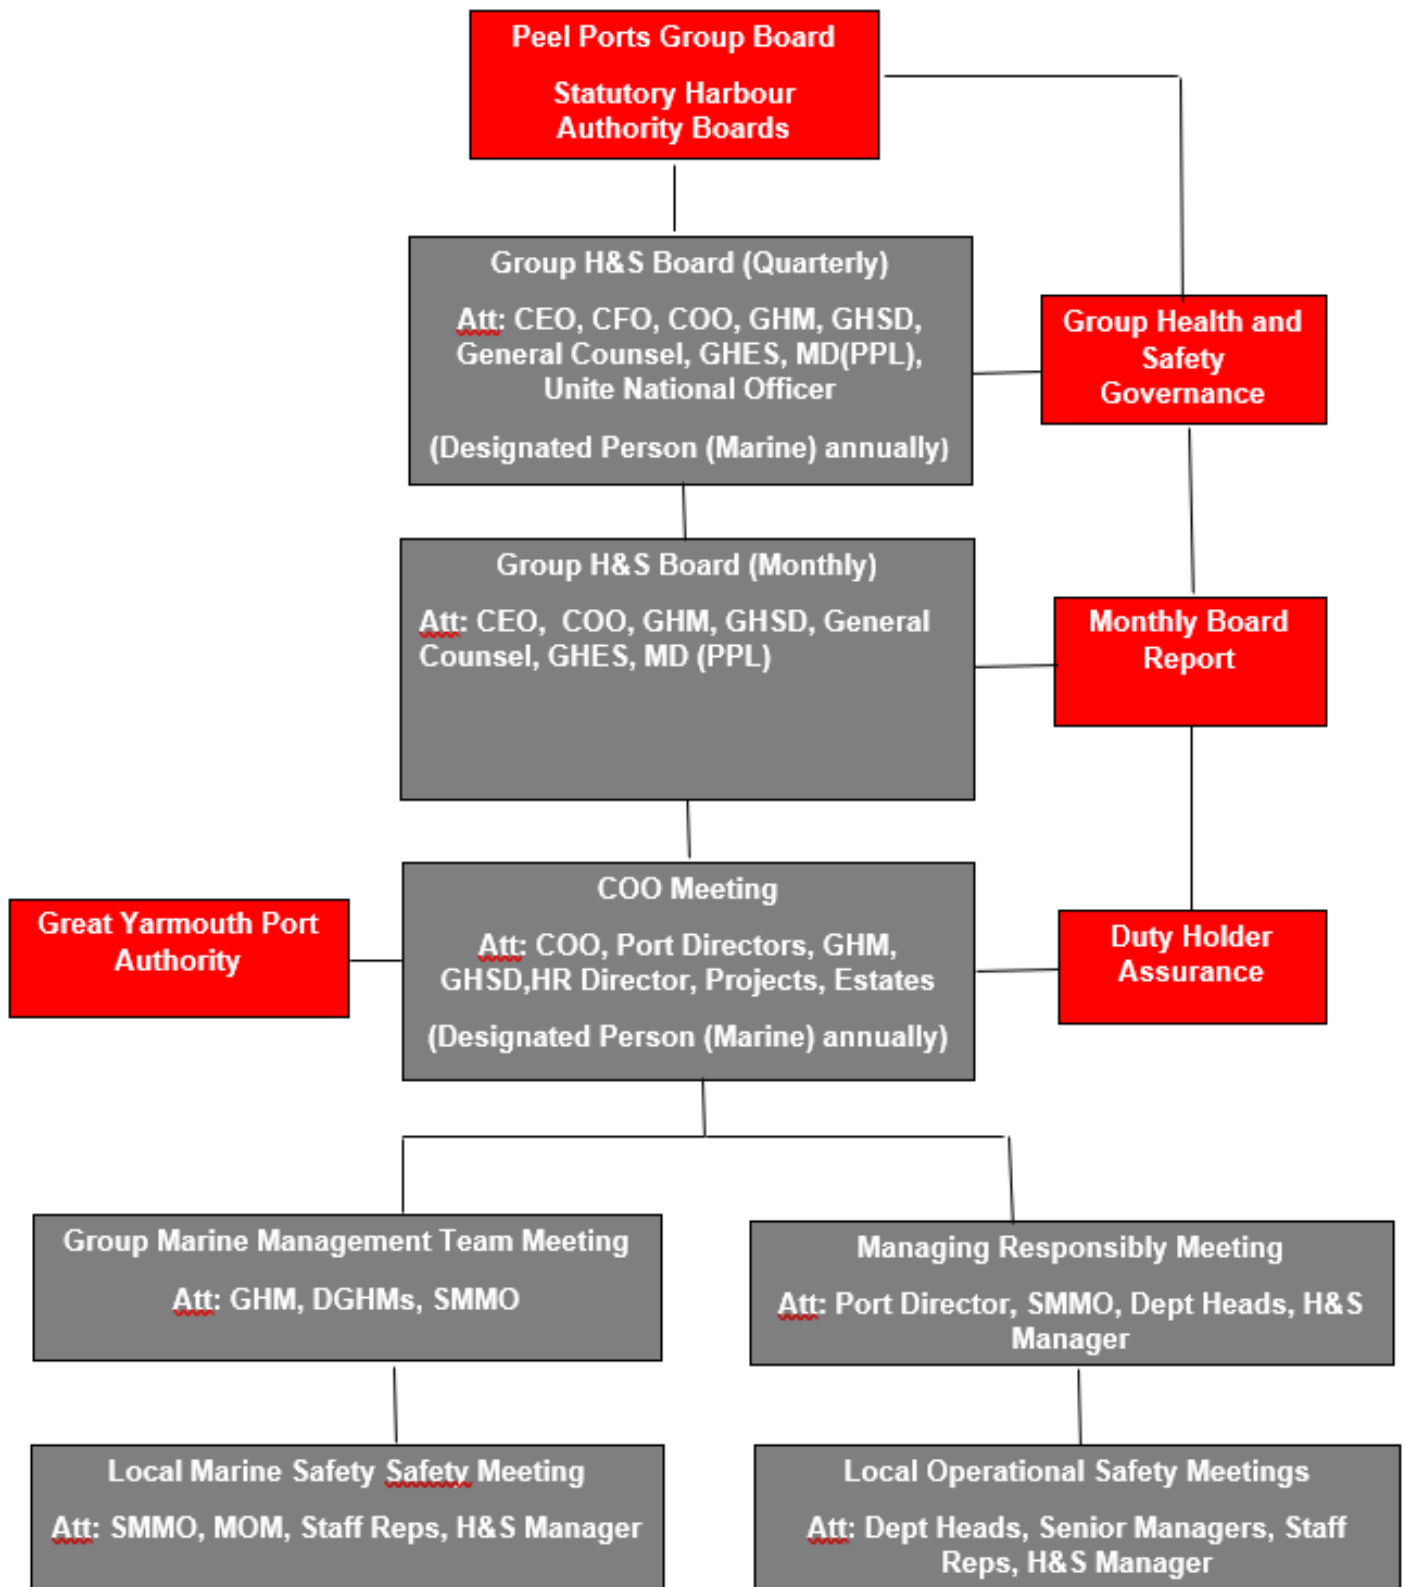 Peel Ports Group Board
Statutory Harbour
Authority Boards
Group H&S Board (Quarterly)
Att: CEO, CFO, COO, GHM, GHSD,
General Counsel, GHES, MD(PPL),
Unite National Officer
(Designated Person (Marine) annually)
Group Health and
Safety
Governance
Group H&S Board (Monthly)
Att: CEO,  COO, GHM, GHSD, General
Counsel, GHES, MD (PPL)
Monthly Board
Report
COO Meeting
Att: COO, Port Directors, GHM,
GHSD,HR Director, Projects, Estates
(Designated Person (Marine) annually)
Great Yarmouth Port
Authority
Duty Holder
Assurance
Group Marine Management Team Meeting
Att: GHM, DGHMs, SMMO
Managing Responsibly Meeting
Att: Port Director, SMMO, Dept Heads, H&S
Manager
Local Marine Safety Safety Meeting
Att: SMMO, MOM, Staff Reps, H&S Manager
Local Operational Safety Meetings
Att: Dept Heads, Senior Managers, Staff
Reps, H&S Manager